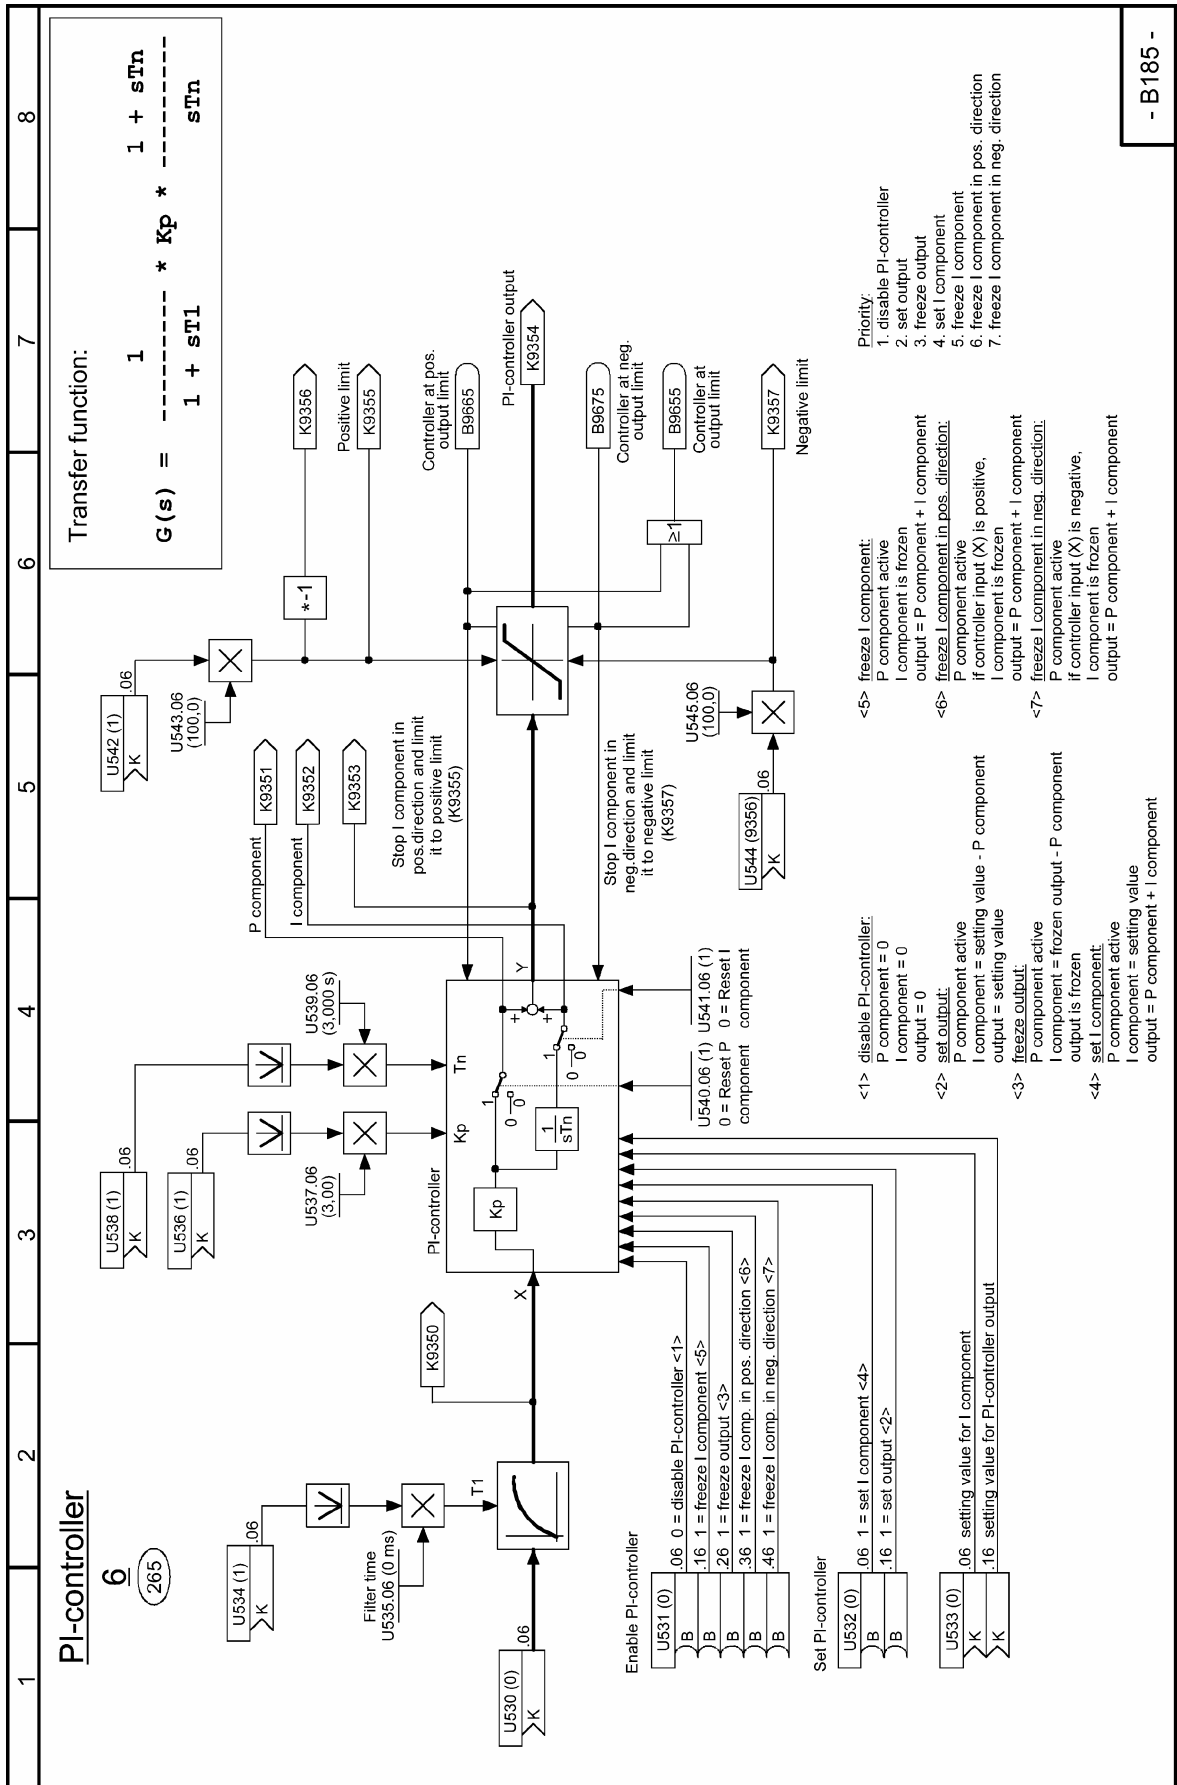 1 2 3 4 5 6 7 8
PI-controller
6
265
Transfer function:
1 1 + sTn
G(s) = --------- * Kp * ---------
1 + sT1 sTn
U534 (1)
K
.06
Filter time
U535.06 (0 ms)
T1
U530 (0)
K
.06
K9350
X
U538 (1)
K
.06
U536 (1)
K
.06
U537.06
(3,00)
U539.06
(3,000 s)
PI-controller
Kp
Tn
Kp
1
sTn
1
0
0
1
0
0
+
+
Y
P component
I component
K9351
K9352
K9353
U540.06 (1)
0 = Reset P
component
U541.06 (1)
0 = Reset I
component
U542 (1)
K
.06
U543.06
(100,0)
*-1
K9356
Positive limit
K9355
Stop I component in
pos.direction and limit
it to positive limit
(K9355)
Controller at pos.
output limit
B9665
PI-controller output
K9354
Stop I component in
neg.direction and limit
it to negative limit
(K9357)
B9675
Controller at neg.
output limit
≥1
B9655
Controller at
output limit
U545.06
(100,0)
U544 (9356)
K
.06
K9357
Negative limit
Enable PI-controller
U531 (0)
B .06 0 = disable PI-controller <1>
B .16 1 = freeze I component <5>
B .26 1 = freeze output <3>
B .36 1 = freeze I comp. in pos. direction <6>
B .46 1 = freeze I comp. in neg. direction <7>
Set PI-controller
U532 (0)
B .06 1 = set I component <4>
B .16 1 = set output <2>
U533 (0)
K .06 setting value for I component
K .16 setting value for PI-controller output
<1> disable PI-controller:
P component = 0
I component = 0
output = 0
<2> set output:
P component active
I component = setting value - P component
output = setting value
<3> freeze output:
P component active
I component = frozen output - P component
output is frozen
<4> set I component:
P component active
I component = setting value
output = P component + I component
<5> freeze I component:
P component active
I component is frozen
output = P component + I component
<6> freeze I component in pos. direction:
P component active
if controller input (X) is positive,
I component is frozen
output = P component + I component
<7> freeze I component in neg. direction:
P component active
if controller input (X) is negative,
I component is frozen
output = P component + I component
Priority:
1. disable PI-controller
2. set output
3. freeze output
4. set I component
5. freeze I component
6. freeze I component in pos. direction
7. freeze I component in neg. direction
- B185 -